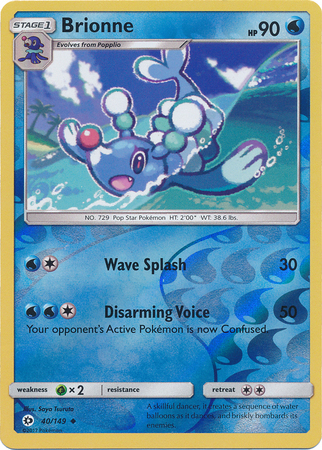 STAGE 1
Brionne
HP 90
Evolves from Popplio
NO. 729 Pop Star Pokémon HT: 2'00" WT: 38.6 lbs.
Wave Splash 30
Disarming Voice 50
Your opponent's Active Pokémon is now Confused.
weakness ×2 resistance retreat
Illus. Saya Tsuruta
40/149
©2017 Pokémon
A skillful dancer, it creates a sequence of water
balloons as it dances, and briskly bombards its
enemies.